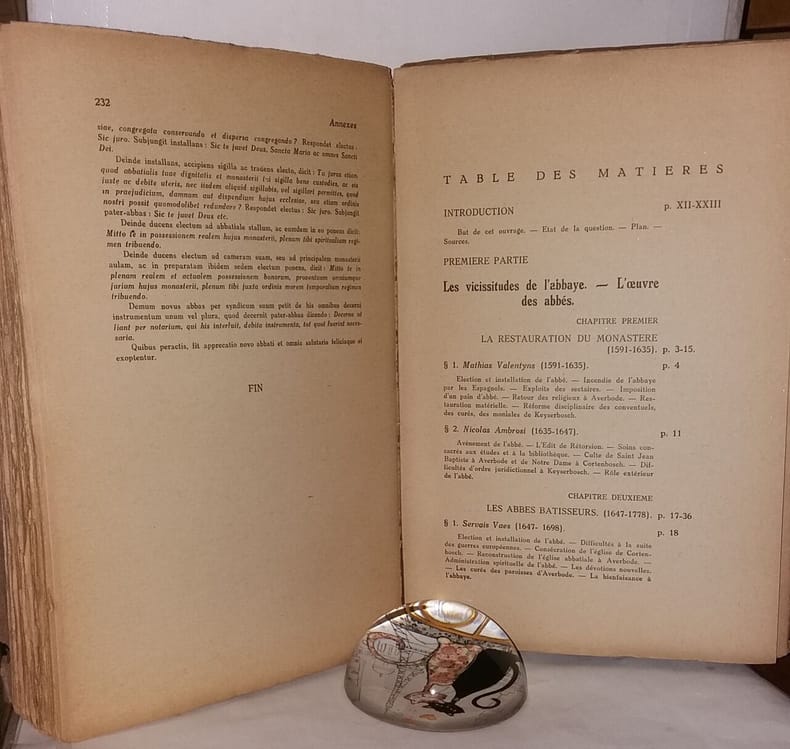 232
Annexes
siae, congregata conservando et dispersa congregando ? Respondet electus :
Sic juro. Subjungit installans : Sic te juvet Deus, Sancta Maria ac omnes Sancti
Dei.
Deinde installans, accipiens sigilla ac tradens electo, dicit : Tu juras etiam
quod abbatialis tuae dignitatis et monasterii sigilla bene custodies, ac eis
juste ac debite uteris, nec iisdem aliquid sigillabis, vel sigillari permittes, quod
in praejudicium, damnum aut dispendium hujus ecclesiae, seu etiam ordinis
nostri possit quomodolibet redundare ? Respondet electus : Sic juro. Subjungit
pater-abbas : Sic te juvet Deus etc.
Deinde ducens electum ad abbatiale stallum, ac eumdem in eo ponens dicit:
Mitto te in possessionem realem hujus monasterii, plenam tibi spiritualium regi-
men tribuendo.
Deinde ducens electum ad cameram suam, seu ad principalem monasterii
aulam, ac in praeparatam ibidem sedem electum ponens, dicit : Mitto te in
plenam realem et actualem possessionem bonorum, proventuum omniumque
jurium hujus monasterii, plenum tibi juxta ordinis morem temporalium regimen
tribuendo.
Demum novus abbas per syndicum suum petit de his omnibus decerni
instrumentum unum vel plura, quod decernit pater-abbas dicendo : Decerno ut
fiant per notarium, qui his interfuit, debita instrumenta, tot quot fuerint neces-
saria.
Quibus peractis, fit apprecatio novo abbati et omnia salutaria feliciaque ei
exoptentur.
FIN
TABLE DES MATIERES
INTRODUCTION p. XII-XXIII
But de cet ouvrage. — Etat de la question. — Plan. —
Sources.
PREMIERE PARTIE
Les vicissitudes de l'abbaye. — L'œuvre
des abbés.
CHAPITRE PREMIER
LA RESTAURATION DU MONASTERE
(1591-1635). p. 3-15.
§ 1. Mathias Valentyns (1591-1635). p. 4
Election et installation de l'abbé. — Incendie de l'abbaye
par les Espagnols. — Exploits des sectaires. — Imposition
d'un pain d'abbé. — Retour des religieux à Averbode. — Res-
tauration matérielle. — Réforme disciplinaire des conventuels,
des curés, des moniales de Keyserbosch.
§ 2. Nicolas Ambrosi (1635-1647). p. 11
Avènement de l'abbé. — L'Edit de Rétorsion. — Soins con-
sacrés aux études et à la bibliothèque. — Culte de Saint Jean
Baptiste à Averbode et de Notre Dame à Cortenbosch. — Dif-
ficultés d'ordre juridictionnel à Keyserbosch. — Rôle extérieur
de l'abbé.
CHAPITRE DEUXIEME
LES ABBES BATISSEURS. (1647-1778). p. 17-36
§ 1. Servais Vaes (1647- 1698). p. 18
Election et installation de l'abbé. — Difficultés à la suite
des guerres européennes. — Consécration de l'église de Corten-
bosch. — Reconstruction de l'église abbatiale à Averbode. —
Administration spirituelle de l'abbé. — Les dévotions nouvelles.
— Les curés des paroisses d'Averbode. — La bienfaisance à
l'abbaye.